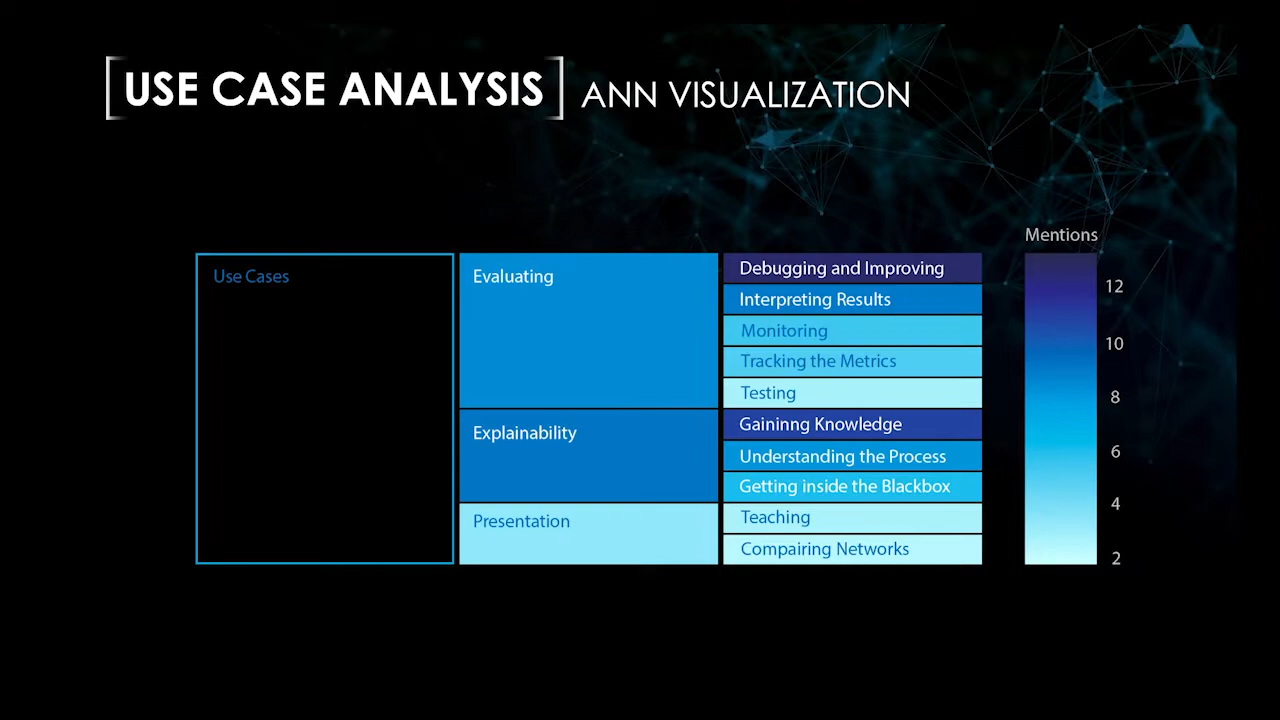 [USE CASE ANALYSIS] ANN VISUALIZATION
Mentions
Use Cases
Evaluating
Debugging and Improving
Interpreting Results
Monitoring
Tracking the Metrics
Testing
Explainability
Gaininng Knowledge
Understanding the Process
Getting inside the Blackbox
Presentation
Teaching
Compairing Networks
12
10
8
6
4
2